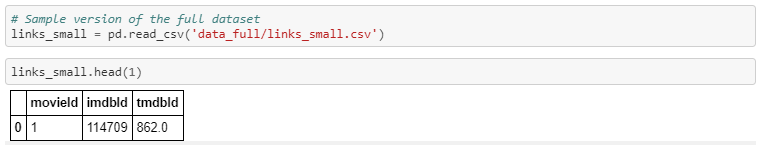 # Sample version of the full dataset
links_small = pd.read_csv('data_full/links_small.csv')
links_small.head(1)
movieId imdbId tmdbId
0 1 114709 862.0